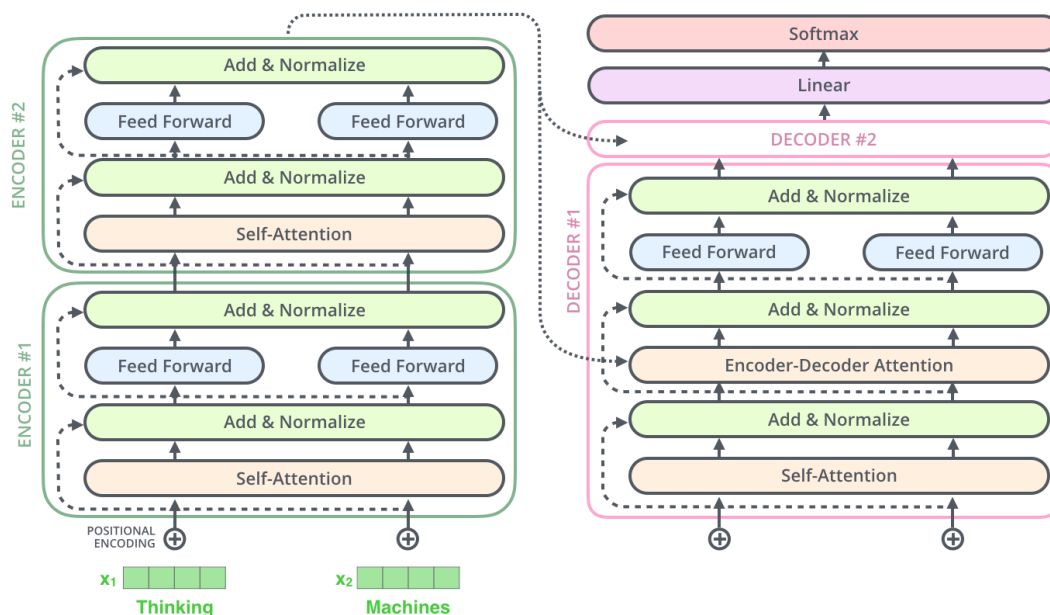 ENCODER #2
Add & Normalize
Feed Forward Feed Forward
Add & Normalize
Self-Attention
ENCODER #1
Add & Normalize
Feed Forward Feed Forward
Add & Normalize
Self-Attention
POSITIONAL
ENCODING
x1 x2
Thinking Machines
Softmax
Linear
DECODER #2
DECODER #1
Add & Normalize
Feed Forward Feed Forward
Add & Normalize
Encoder-Decoder Attention
Add & Normalize
Self-Attention